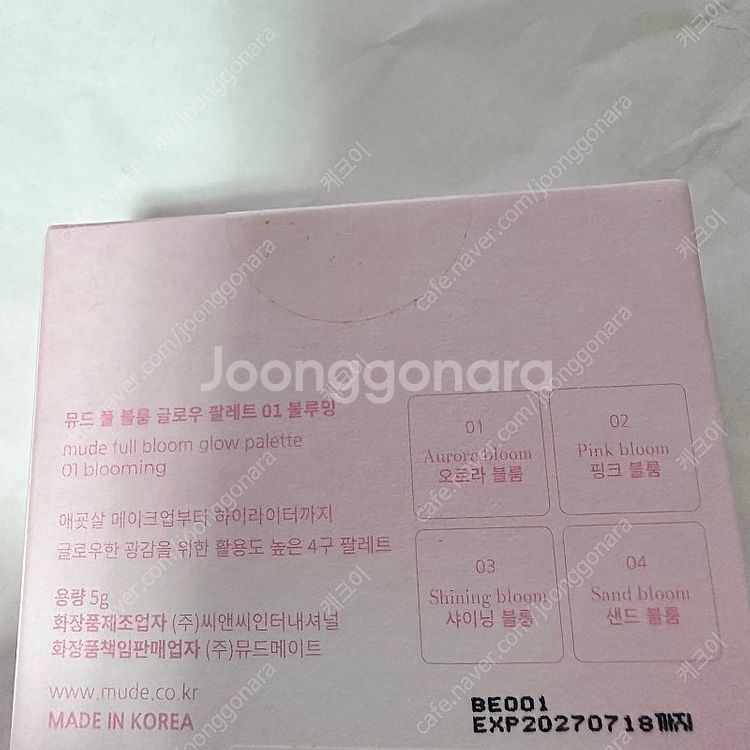 Joonggonara
뮤드 풀 블룸 글로우 팔레트 01 블루밍
mude full bloom glow palette
01 blooming
애굣살 메이크업부터 하이라이터까지
글로우한 광감을 위한 활용도 높은 4구 팔레트
용량 5g
화장품제조업자 (주)씨앤씨인터내셔널
화장품책임판매업자 (주)뮤드메이트
www.mude.co.kr
MADE IN KOREA
01
Aurora bloom
오로라 블룸
02
Pink bloom
핑크 블룸
03
Shining bloom
샤이닝 블룸
04
Sand bloom
샌드 블룸
BE001
EXP20270718까지
cafe.naver.com/joonggonara
케크이